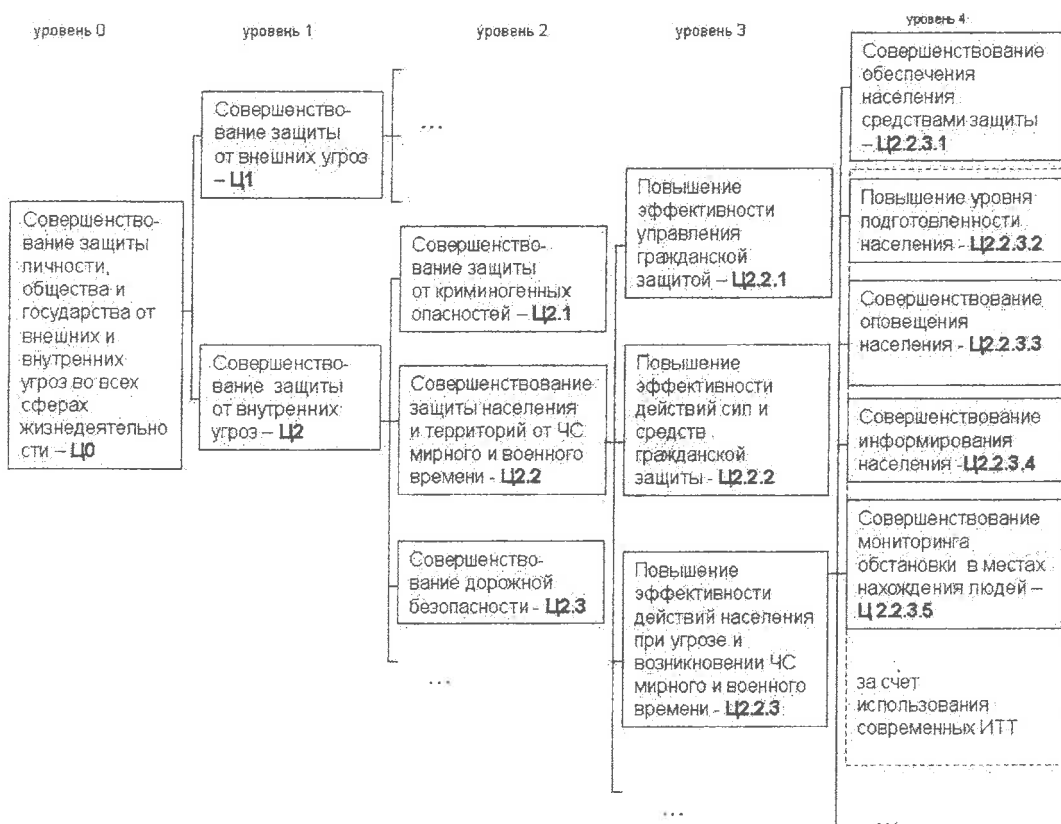 уровень 0
уровень 1
уровень 2
уровень 3
уровень 4
Совершенство-
вание защиты
личности,
общества и
государства от
внешних и
внутренних
угроз во всех
сферах
жизнедеятельно
сти – Ц0
Совершенство-
вание защиты
от внешних угроз
– Ц1
Совершенство-
вание защиты
от внутренних
угроз – Ц2
...
Совершенство-
вание защиты
от криминогенных
опасностей – Ц2.1
Совершенствование
защиты населения
и территорий от ЧС
мирного и военного
времени - Ц2.2
Совершенство-
вание дорожной
безопасности - Ц2.3
...
Повышение
эффективности
управления
гражданской
защитой – Ц2.2.1
Повышение
эффективности
действий сил и
средств
гражданской
защиты - Ц2.2.2
Повышение
эффективности
действий населения
при угрозе и
возникновении ЧС
мирного и военного
времени - Ц2.2.3
...
Совершенствование
обеспечения
населения
средствами защиты
– Ц2.2.3.1
Повышение уровня
подготовленности
населения - Ц2.2.3.2
Совершенствование
оповещения
населения - Ц2.2.3.3
Совершенствование
информирования
населения -Ц2.2.3.4
Совершенствование
мониторинга
обстановки в местах
нахождения людей –
Ц 2.2.3.5
за счет
использования
современных ИТТ
...